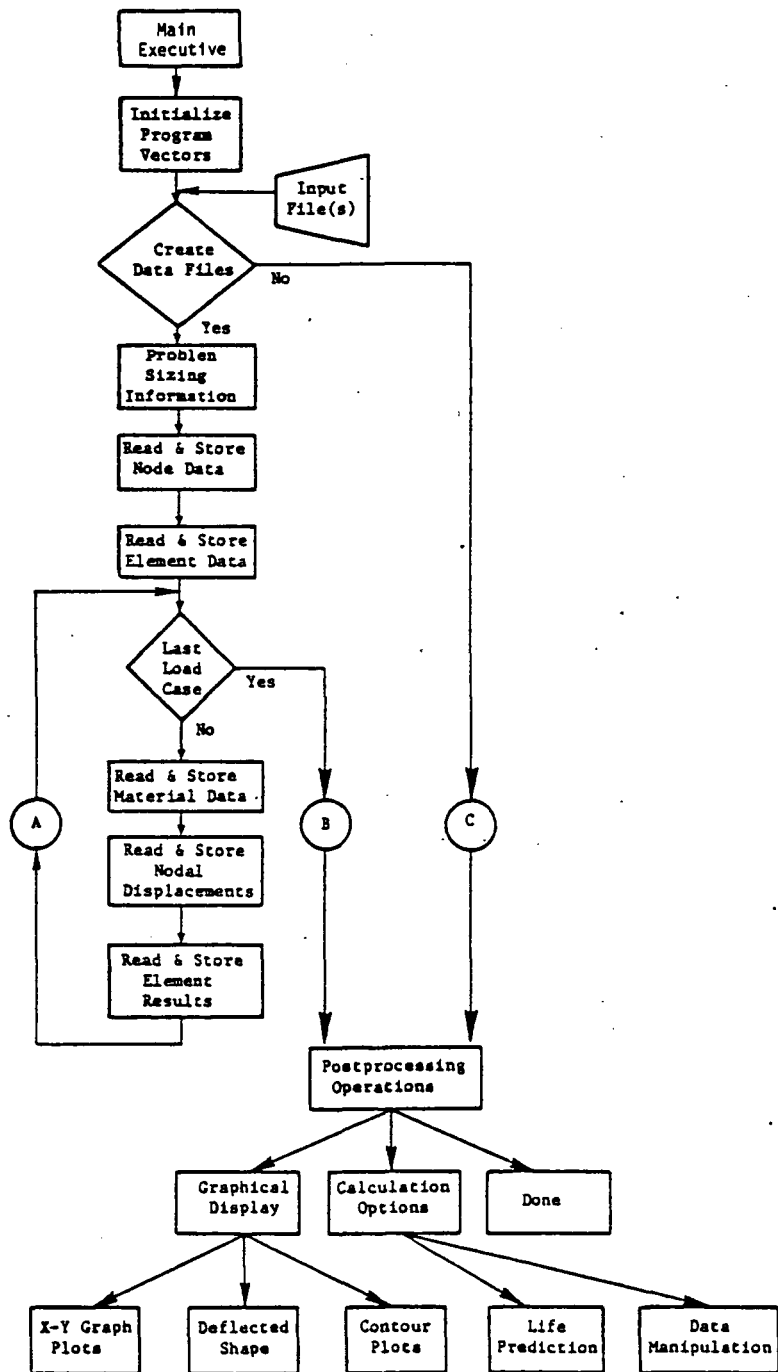 Main
Executive
Initialize
Program
Vectors
Input
File(s)
Create
Data Files
No
Yes
Problen
Sizing
Information
Read & Store
Node Data
Read & Store
Element Data
Last
Load
Case
Yes
No
Read & Store
Material Data
A
B
C
Read & Store
Nodal
Displacements
Read & Store
Element
Results
Postprocessing
Operations
Graphical
Display
Calculation
Options
Done
X-Y Graph
Plots
Deflected
Shape
Contour
Plots
Life
Prediction
Data
Manipulation